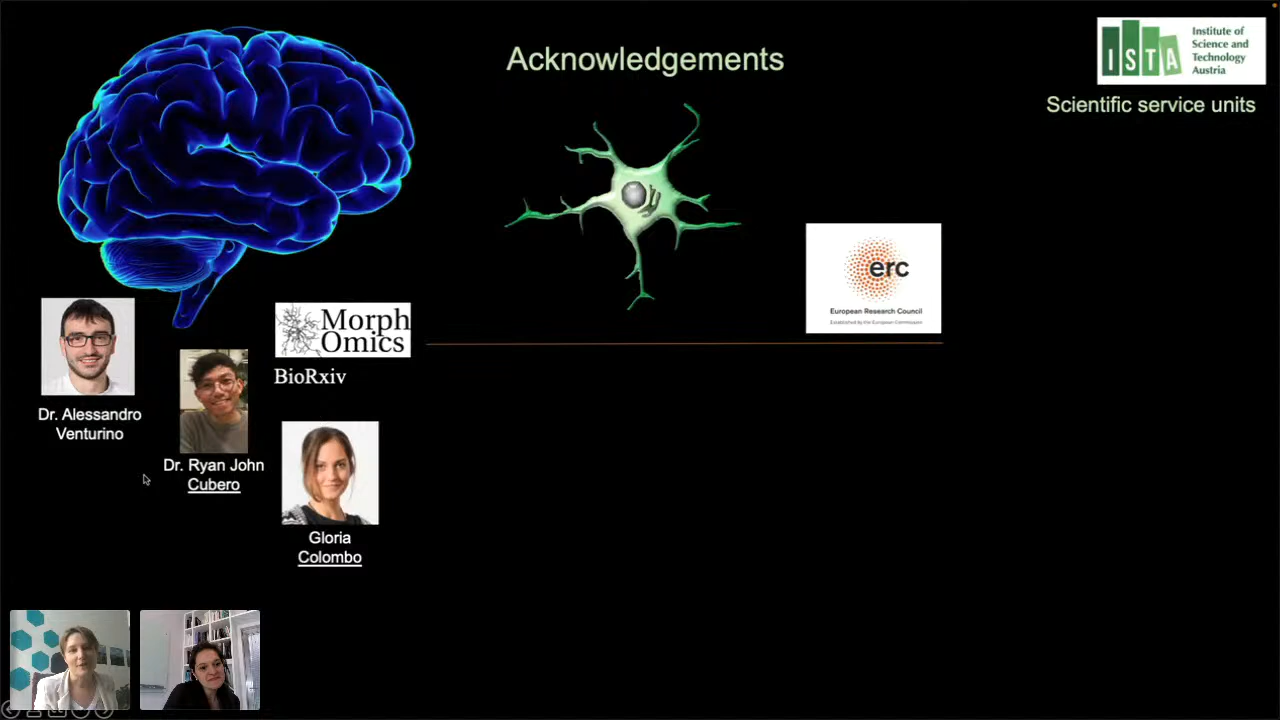 Acknowledgements
ISTA
Institute of
Science and
Technology
Austria
Scientific service units
erc
European Research Council
Established by the European Commission
Morph
Omics
BioRxiv
Dr. Alessandro
Venturino
Dr. Ryan John
Cubero
Gloria
Colombo